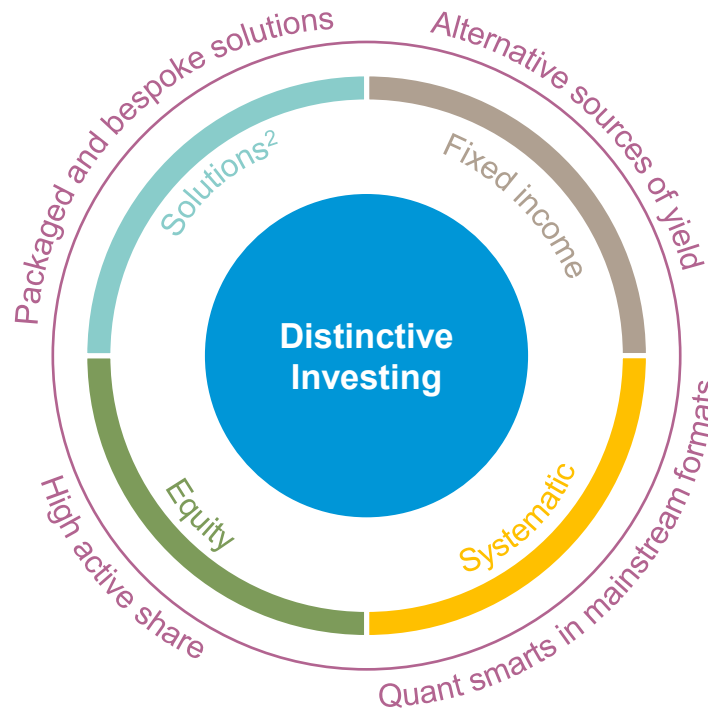 Packaged and bespoke solutions
Alternative sources of yield
Solutions²
Fixed income
Distinctive
Investing
Equity
Systematic
High active share
Quant smarts in mainstream formats